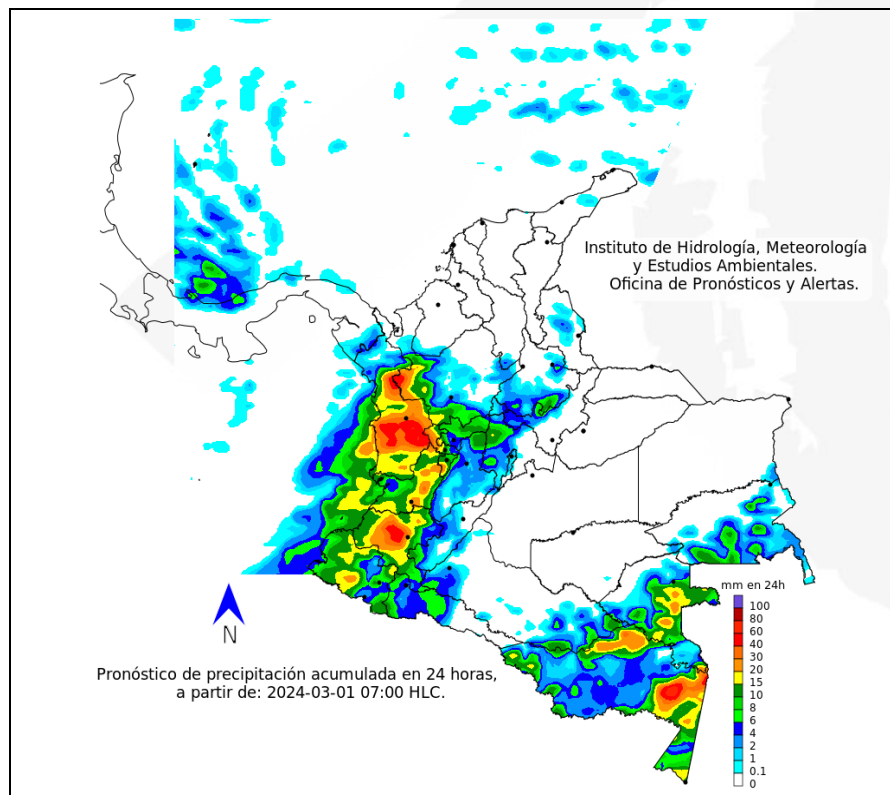 Instituto de Hidrología, Meteorología
y Estudios Ambientales.
Oficina de Pronósticos y Alertas.
mm en 24h
100
80
60
40
30
20
15
10
8
6
4
2
1
0.1
0
N
Pronóstico de precipitación acumulada en 24 horas,
a partir de: 2024-03-01 07:00 HLC.